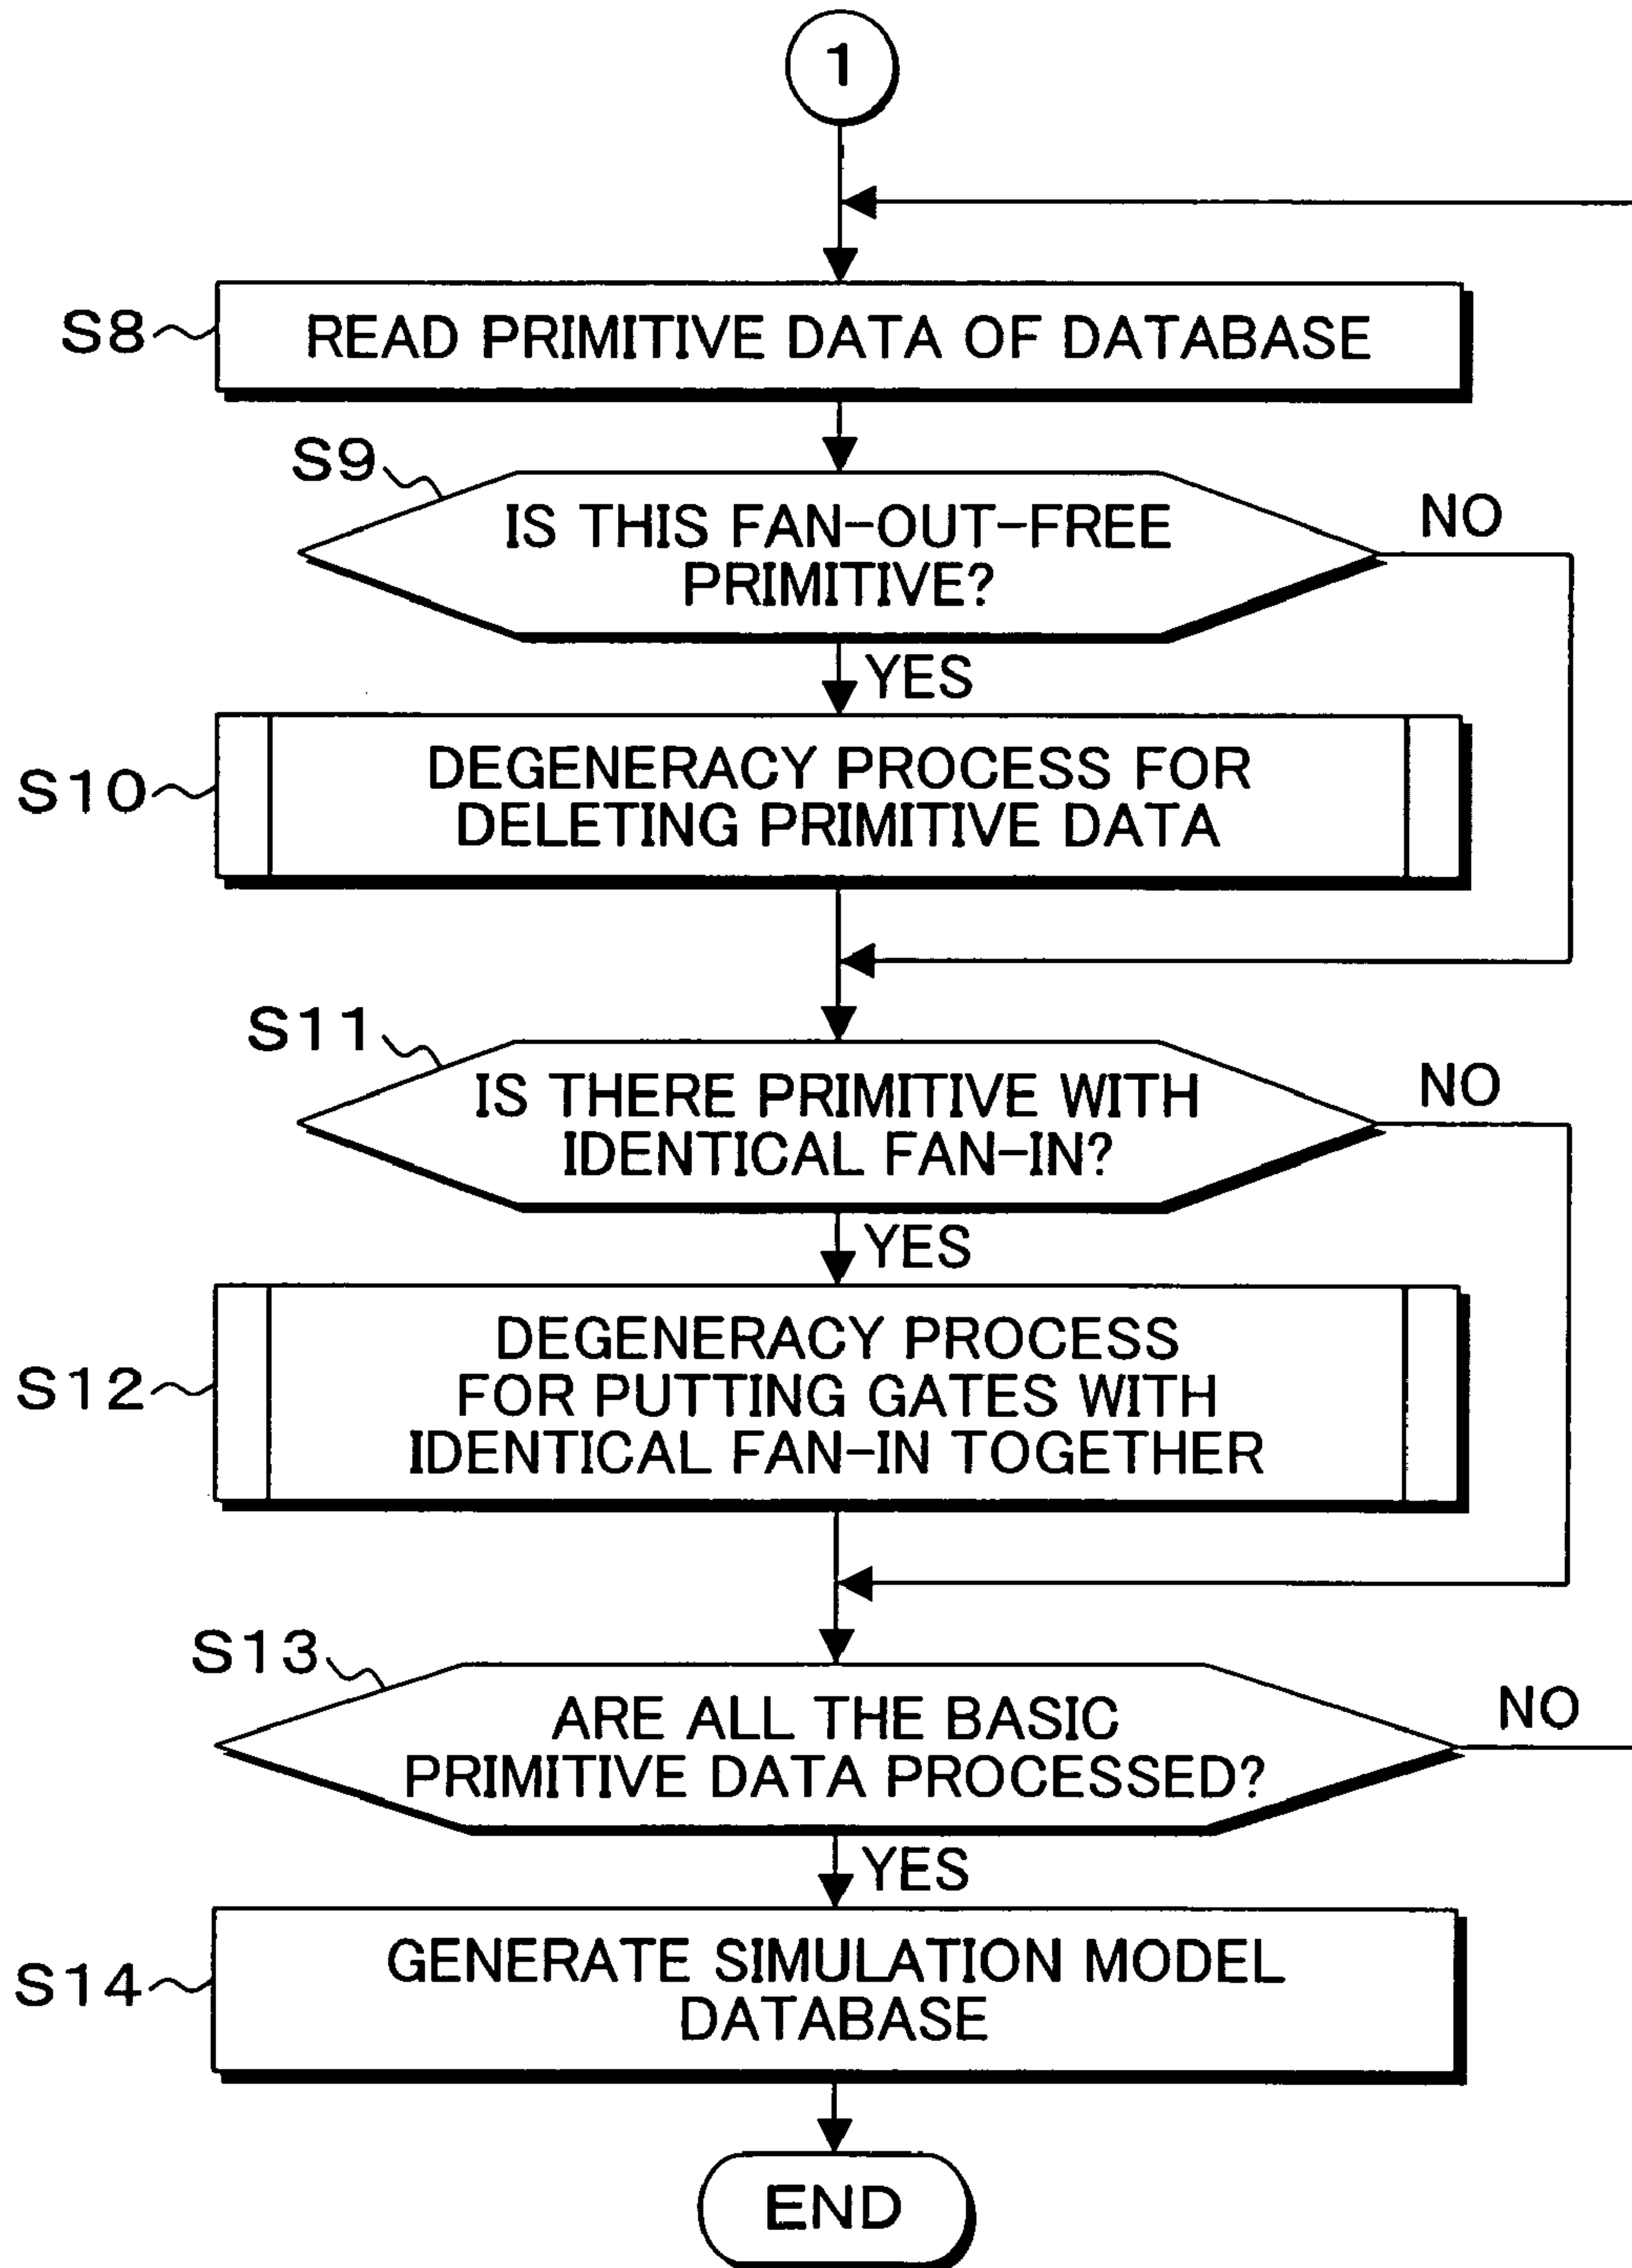 1
S8
READ PRIMITIVE DATA OF DATABASE
S9
IS THIS FAN-OUT-FREE
PRIMITIVE?
NO
YES
S10
DEGENERACY PROCESS FOR
DELETING PRIMITIVE DATA
S11
IS THERE PRIMITIVE WITH
IDENTICAL FAN-IN?
NO
YES
S12
DEGENERACY PROCESS
FOR PUTTING GATES WITH
IDENTICAL FAN-IN TOGETHER
S13
ARE ALL THE BASIC
PRIMITIVE DATA PROCESSED?
NO
YES
S14
GENERATE SIMULATION MODEL
DATABASE
END